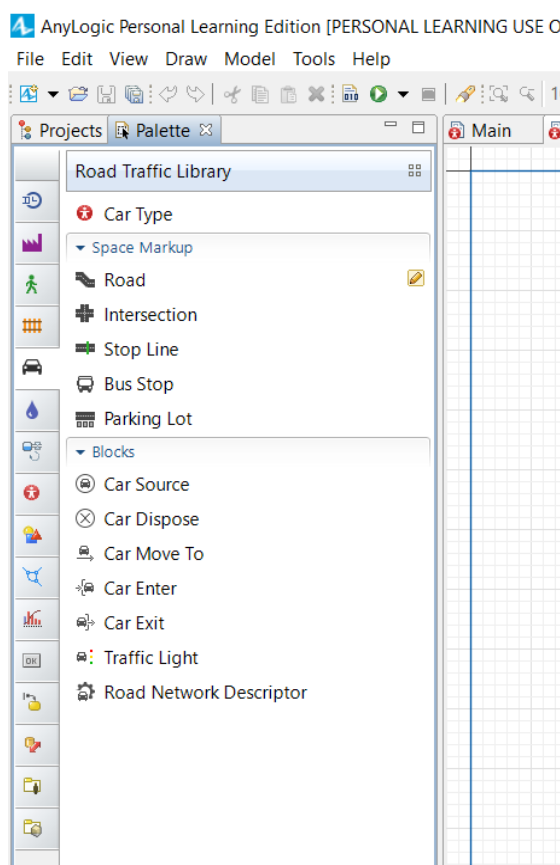 AnyLogic Personal Learning Edition [PERSONAL LEARNING USE O
File Edit View Draw Model Tools Help
Projects Palette Main
Road Traffic Library
Car Type
Space Markup
Road
Intersection
Stop Line
Bus Stop
Parking Lot
Blocks
Car Source
Car Dispose
Car Move To
Car Enter
Car Exit
Traffic Light
OK
Road Network Descriptor